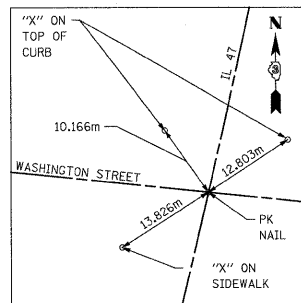 "X" ON
TOP OF
CURB
N
IL 47
10.166m
12.803m
WASHINGTON STREET
13.826m
PK
NAIL
"X" ON
SIDEWALK